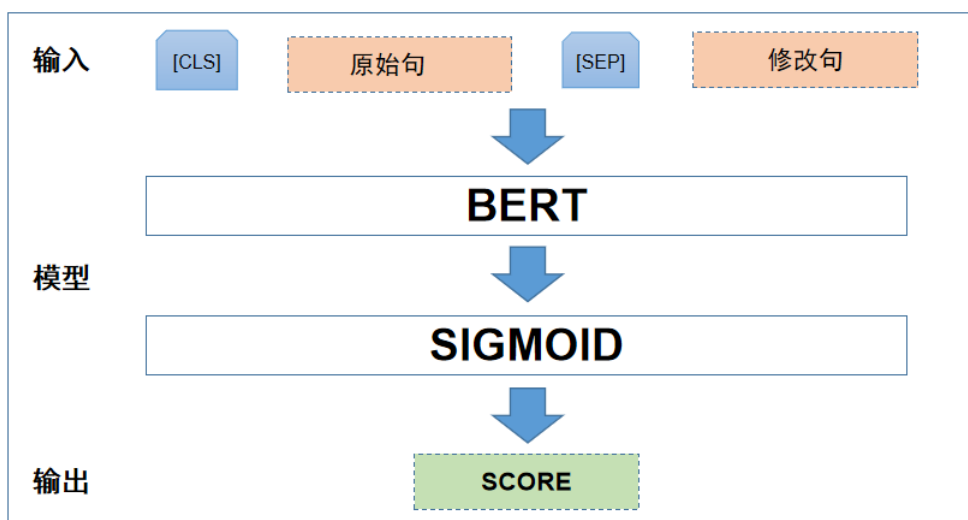 输入 [CLS] 原始句 [SEP] 修改句
BERT
模型
SIGMOID
输出 SCORE